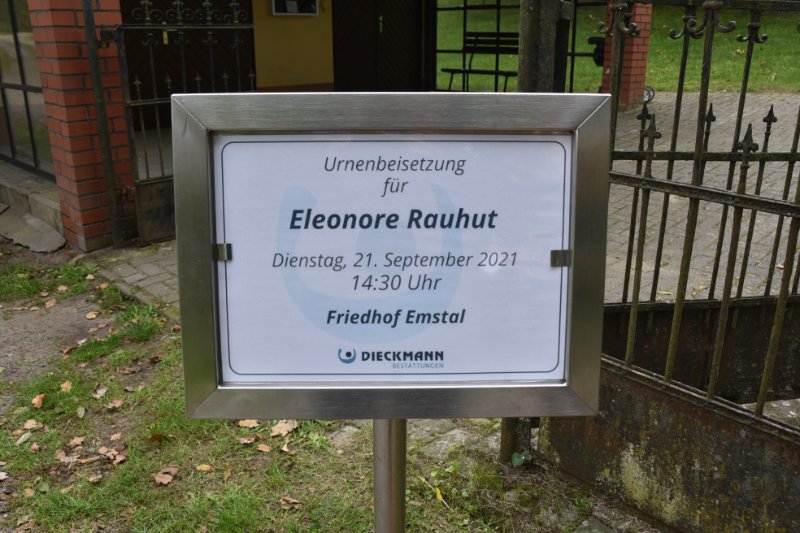 Urnenbeisetzung
für
Eleonore Rauhut
Dienstag, 21. September 2021
14:30 Uhr
Friedhof Emstal
DIECKMANN
BESTATTUNGEN